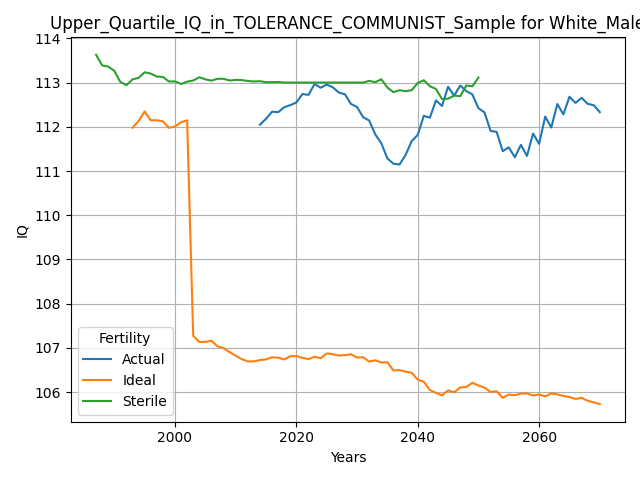 Upper_Quartile_IQ_in_TOLERANCE_COMMUNIST_Sample for White_Male
114
113
112
111
110
109
108
107
106
IQ
Fertility
Actual
Ideal
Sterile
2000
2020
2040
2060
Years